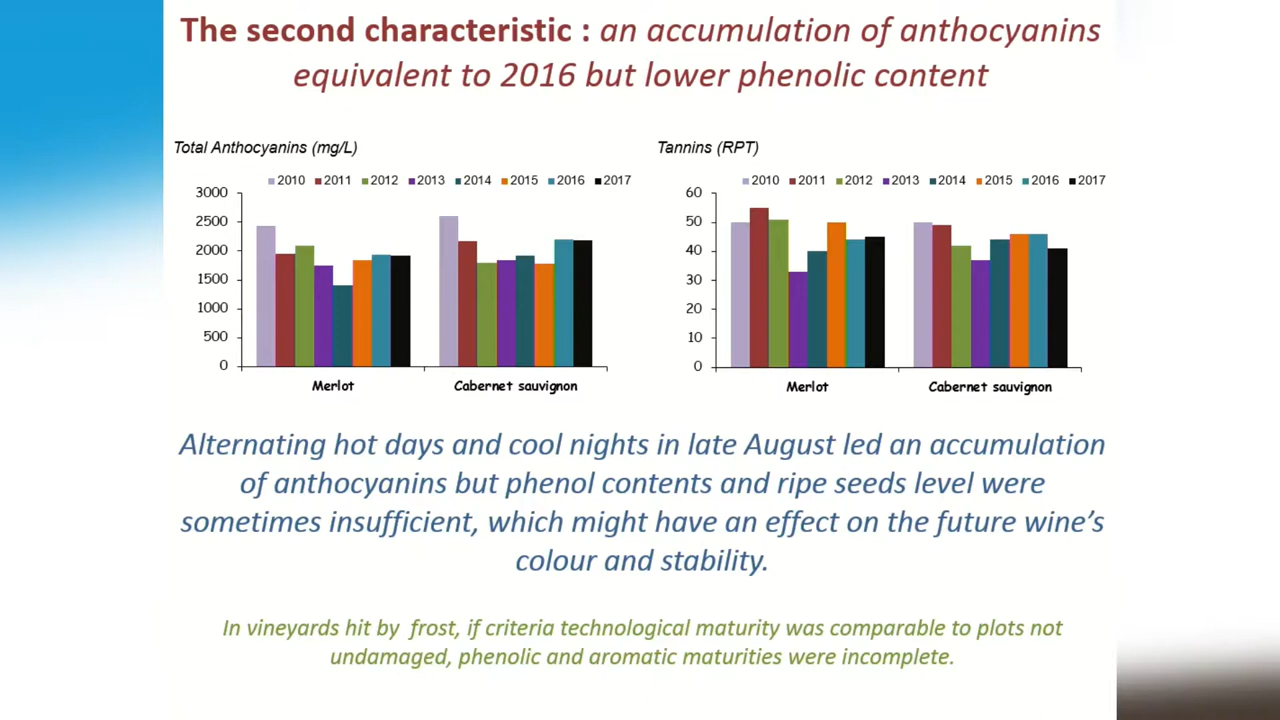 The second characteristic : an accumulation of anthocyanins
equivalent to 2016 but lower phenolic content
Total Anthocyanins (mg/L)
2010 2011 2012 2013 2014 2015 2016 2017
3000
2500
2000
1500
1000
500
0
Merlot Cabernet sauvignon
Tannins (RPT)
2010 2011 2012 2013 2014 2015 2016 2017
60
50
40
30
20
10
0
Merlot Cabernet sauvignon
Alternating hot days and cool nights in late August led an accumulation
of anthocyanins but phenol contents and ripe seeds level were
sometimes insufficient, which might have an effect on the future wine's
colour and stability.
In vineyards hit by frost, if criteria technological maturity was comparable to plots not
undamaged, phenolic and aromatic maturities were incomplete.